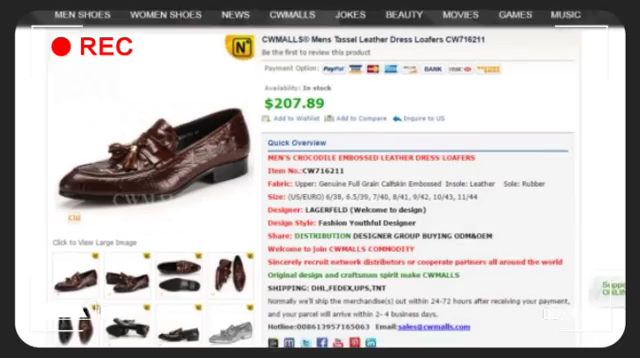 MEN SHOES WOMEN SHOES NEWS CWMALLS JOKES BEAUTY MOVIES GAMES MUSIC
REC
N
CWMALLS® Mens Tassel Leather Dress Loafers CW716211
Be the first to review this product
Payment Option: PayPal VISA BANK
Availability: In stock
$207.89
Add to Wishlist Add to Compare Inquire to US
Quick Overview
MEN'S CROCODILE EMBOSSED LEATHER DRESS LOAFERS
Item No.:CW716211
Fabric: Upper: Genuine Full Grain Calfskin Embossed Insole: Leather Sole: Rubber
Size: (US/EURO) 6/38, 6.5/39, 7/40, 8/41, 9/42, 10/43, 11/44
Designer: LAGERFELD (Welcome to design)
Design Style: Fashion Youthful Designer
Share: DISTRIBUTION DESIGNER GROUP BUYING ODM&OEM
Welcome to join CWMALLS COMMODITY
Sincerely recruit network distributors or cooperate partners all around the world
Original design and craftsman spirit make CWMALLS
SHIPPING: DHL,FEDEX,UPS,TNT
Normally we'll ship the merchandise(s) out within 24-72 hours after receiving your payment,
and your parcel will arrive within 2- 4 business days.
Hotline:008613957165063 Email:sales@cwmalls.com
CWMALLS
Click to View Large Image